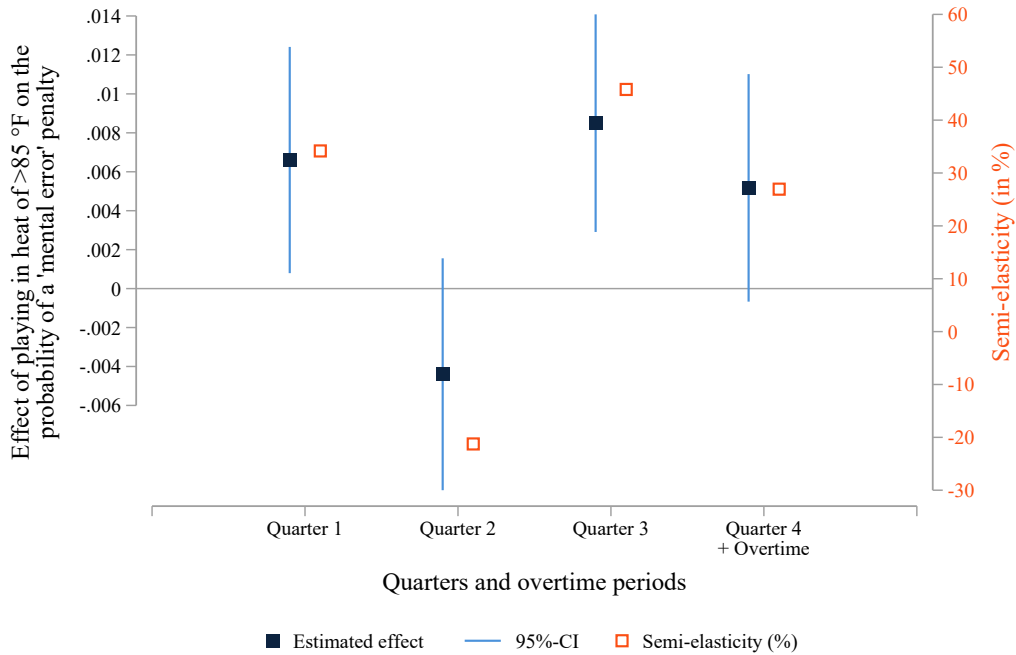 Effect of playing in heat of >85 °F on the
probability of a 'mental error' penalty
.014
.012
.01
.008
.006
.004
.002
0
-.002
-.004
-.006
60
50
40
30
20
10
0
-10
-20
-30
Semi-elasticity (in %)
Quarter 1
Quarter 2
Quarter 3
Quarter 4
+ Overtime
Quarters and overtime periods
Estimated effect
95%-CI
Semi-elasticity (%)